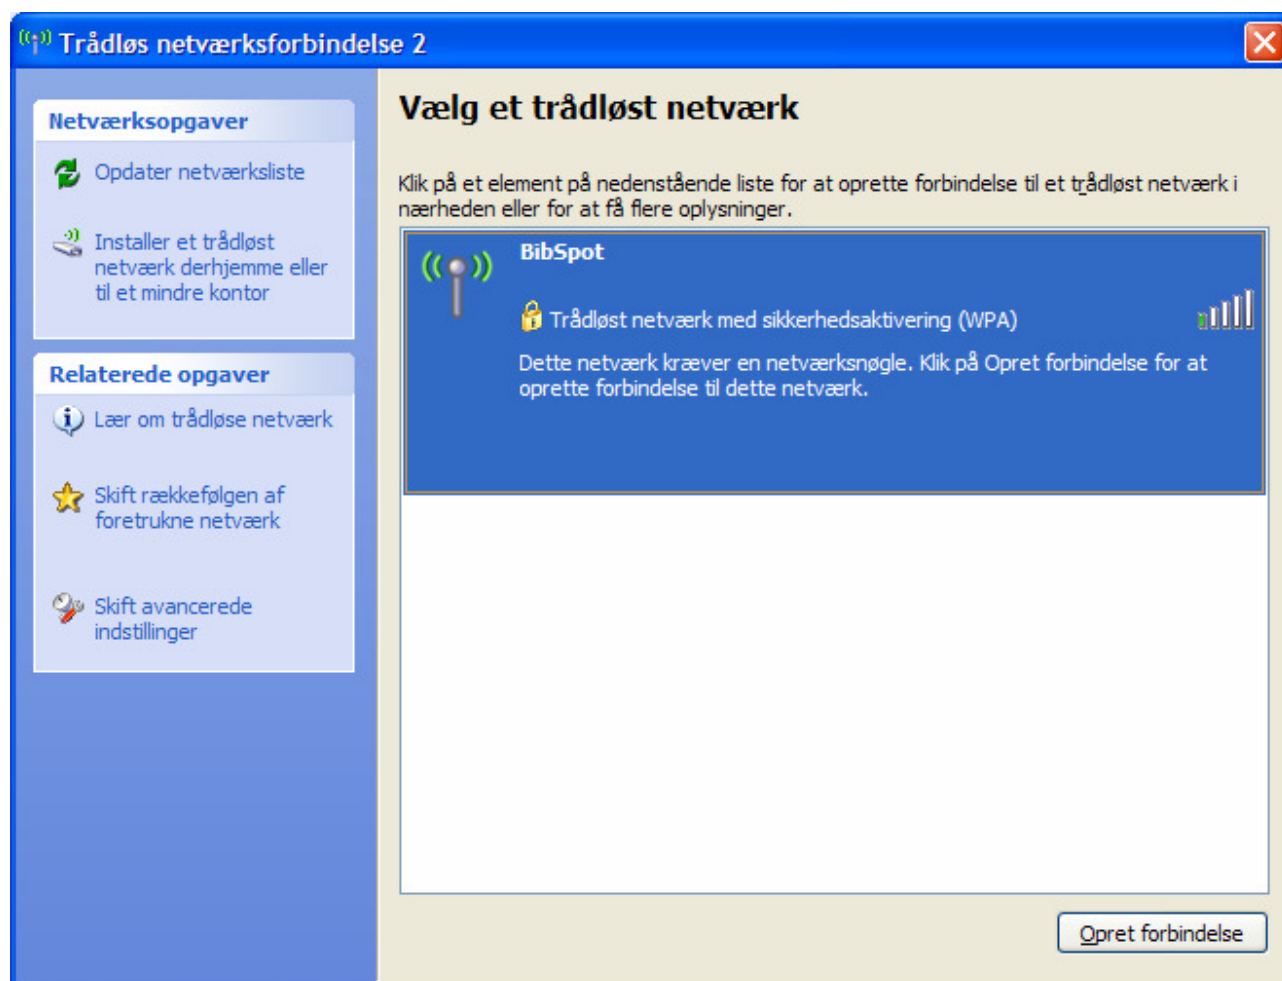 Trådløs netværksforbindelse 2
Netværksopgaver
Opdater netværksliste
Installer et trådløst
netværk derhjemme eller
til et mindre kontor
Relaterede opgaver
Lær om trådløse netværk
Skift rækkefølgen af
foretrukne netværk
Skift avancerede
indstillinger
Vælg et trådløst netværk
Klik på et element på nedenstående liste for at oprette forbindelse til et trådløst netværk i
nærheden eller for at få flere oplysninger.
BibSpot
Trådløst netværk med sikkerhedsaktivering (WPA)
Dette netværk kræver en netværksnøgle. Klik på Opret forbindelse for at
oprette forbindelse til dette netværk.
Opret forbindelse